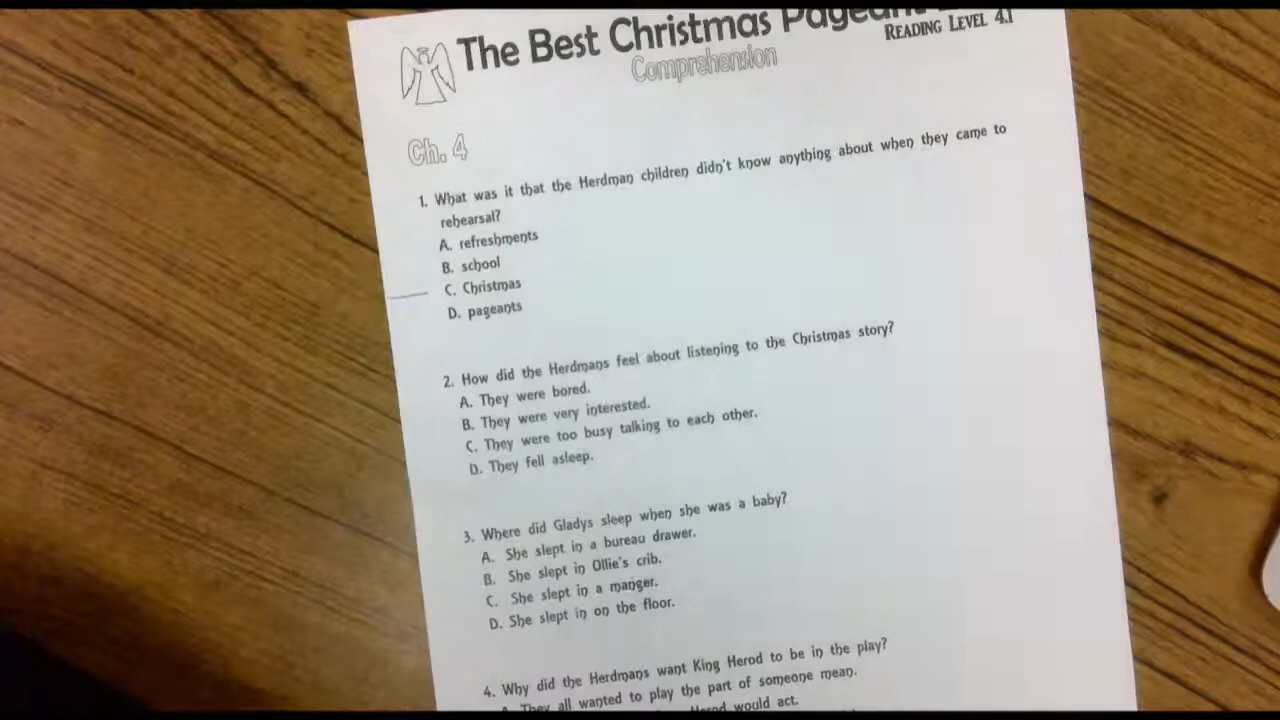 The Best Christmas Pageant
READING LEVEL 4.1
Comprehension
Ch. 4
1. What was it that the Herdman children didn't know anything about when they came to
rehearsal?
A. refreshments
B. school
C. Christmas
D. pageants
2. How did the Herdmans feel about listening to the Christmas story?
A. They were bored.
B. They were very interested.
C. They were too busy talking to each other.
D. They fell asleep.
3. Where did Gladys sleep when she was a baby?
A. She slept in a bureau drawer.
B. She slept in Ollie's crib.
C. She slept in a manger.
D. She slept in on the floor.
4. Why did the Herdmans want King Herod to be in the play?
A. They all wanted to play the part of someone mean.
Herod would act.